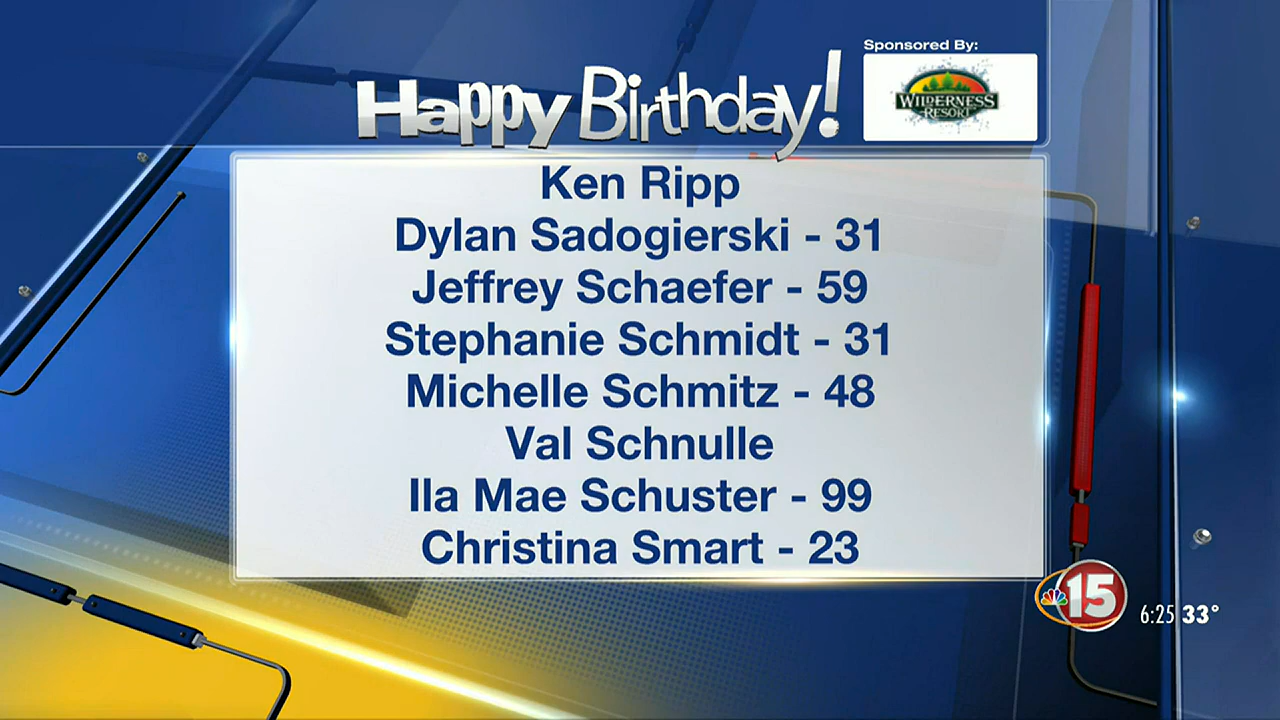 Sponsored By:
Happy Birthday!
WILDERNESS
RESORT
Ken Ripp
Dylan Sadogierski - 31
Jeffrey Schaefer - 59
Stephanie Schmidt - 31
Michelle Schmitz - 48
Val Schnulle
Ila Mae Schuster - 99
Christina Smart - 23
15
6:25 33°